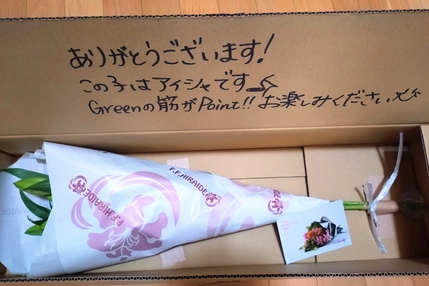 ありがとうございます!
この子はアイシャです
Greenの筋がPoint!! お楽しみください
F.F.HIRAIDE
F.F.HIRAIDE
F.F.HIRAIDE